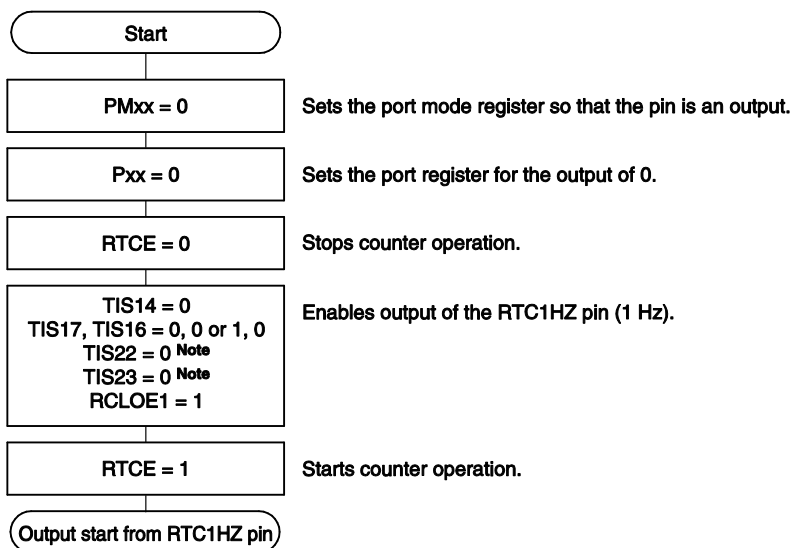 Start
PMxx = 0
Sets the port mode register so that the pin is an output.
Pxx = 0
Sets the port register for the output of 0.
RTCE = 0
Stops counter operation.
TIS14 = 0
TIS17, TIS16 = 0, 0 or 1, 0
TIS22 = 0 Note
TIS23 = 0 Note
RCLOE1 = 1
Enables output of the RTC1HZ pin (1 Hz).
RTCE = 1
Starts counter operation.
Output start from RTC1HZ pin